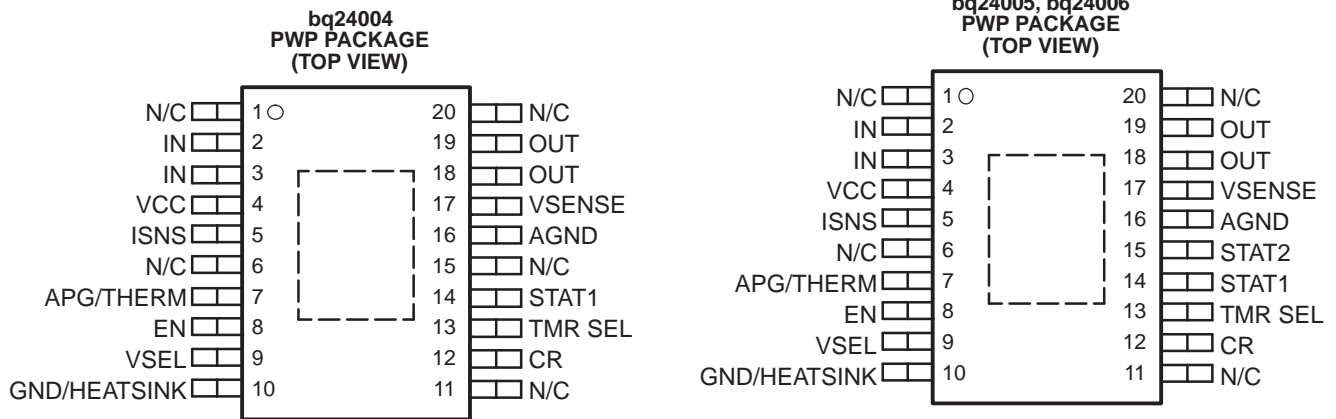 bq24004
PWP PACKAGE
(TOP VIEW)
N/C 1 20 N/C
IN 2 19 OUT
IN 3 18 OUT
VCC 4 17 VSENSE
ISNS 5 16 AGND
N/C 6 15 N/C
APG/THERM 7 14 STAT1
EN 8 13 TMR SEL
VSEL 9 12 CR
GND/HEATSINK 10 11 N/C
bq24005, bq24006
PWP PACKAGE
(TOP VIEW)
N/C 1 20 N/C
IN 2 19 OUT
IN 3 18 OUT
VCC 4 17 VSENSE
ISNS 5 16 AGND
N/C 6 15 STAT2
APG/THERM 7 14 STAT1
EN 8 13 TMR SEL
VSEL 9 12 CR
GND/HEATSINK 10 11 N/C